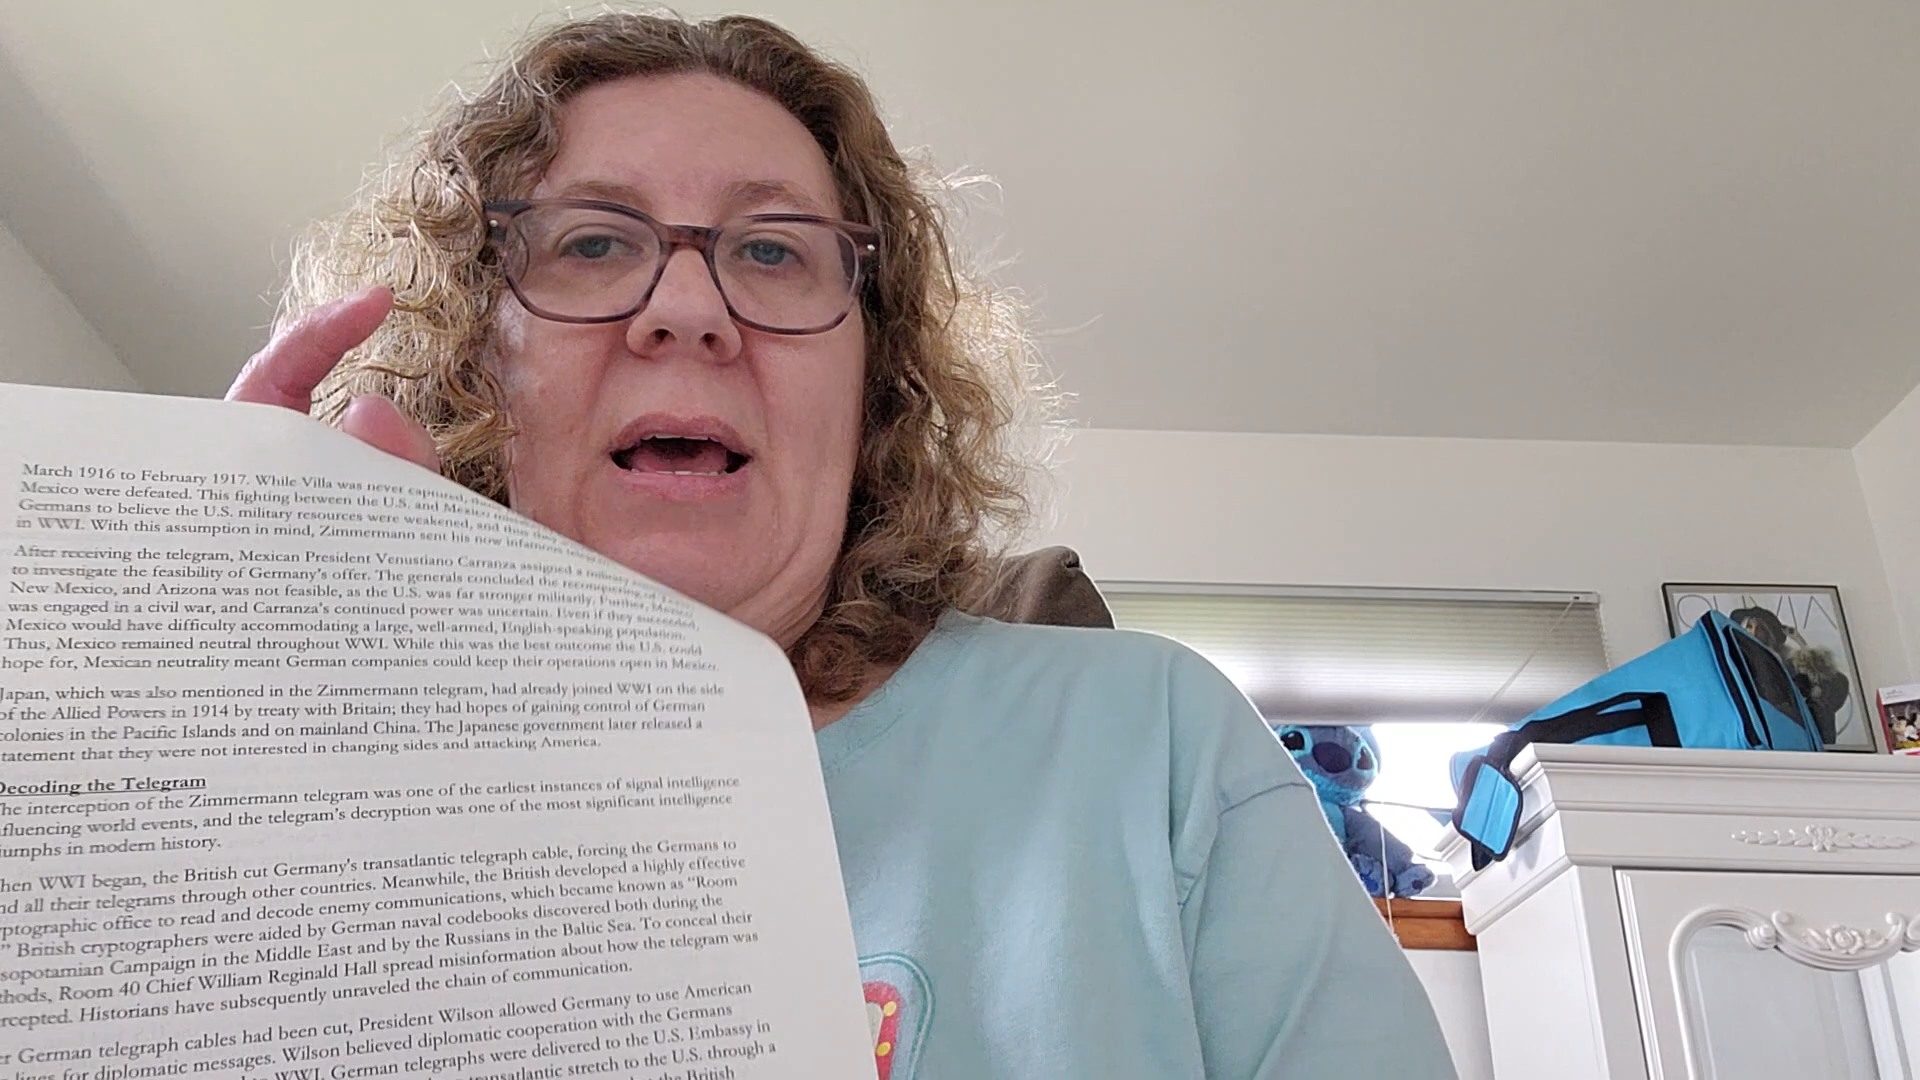 March 1916 to February 1917. While Villa was never captured,
Mexico were defeated. This fighting between the U.S. and Mexico
Germans to believe the U.S. military resources were weakened, and thus they
in WWI. With this assumption in mind, Zimmermann sent his now infamous
After receiving the telegram, Mexican President Venustiano Carranza assigned a military
to investigate the feasibility of Germany's offer. The generals concluded the
New Mexico, and Arizona was not feasible, as the U.S. was far stronger militarily. Further, Mexico
was engaged in a civil war, and Carranza's continued power was uncertain. Even if they succeeded,
Mexico would have difficulty accommodating a large, well-armed, English-speaking population.
Thus, Mexico remained neutral throughout WWI. While this was the best outcome the U.S. could
hope for, Mexican neutrality meant German companies could keep their operations open in Mexico.
Japan, which was also mentioned in the Zimmermann telegram, had already joined WWI on the side
of the Allied Powers in 1914 by treaty with Britain; they had hopes of gaining control of German
colonies in the Pacific Islands and on mainland China. The Japanese government later released a
tatement that they were not interested in changing sides and attacking America.
Decoding the Telegram
he interception of the Zimmermann telegram was one of the earliest instances of signal intelligence
fluencing world events, and the telegram's decryption was one of the most significant intelligence
iumphs in modern history.
hen WWI began, the British cut Germany's transatlantic telegraph cable, forcing the Germans to
nd all their telegrams through other countries. Meanwhile, the British developed a highly effective
ptographic office to read and decode enemy communications, which became known as "Room
" British cryptographers were aided by German naval codebooks discovered both during the
sopotamian Campaign in the Middle East and by the Russians in the Baltic Sea. To conceal their
thods, Room 40 Chief William Reginald Hall spread misinformation about how the telegram was
rcepted. Historians have subsequently unraveled the chain of communication.
er German telegraph cables had been cut, President Wilson allowed Germany to use American
lines for diplomatic messages. Wilson believed diplomatic cooperation with the Germans
WWI. German telegraphs were delivered to the U.S. Embassy in
transatlantic stretch to the U.S. through a
the British
OLIVIA